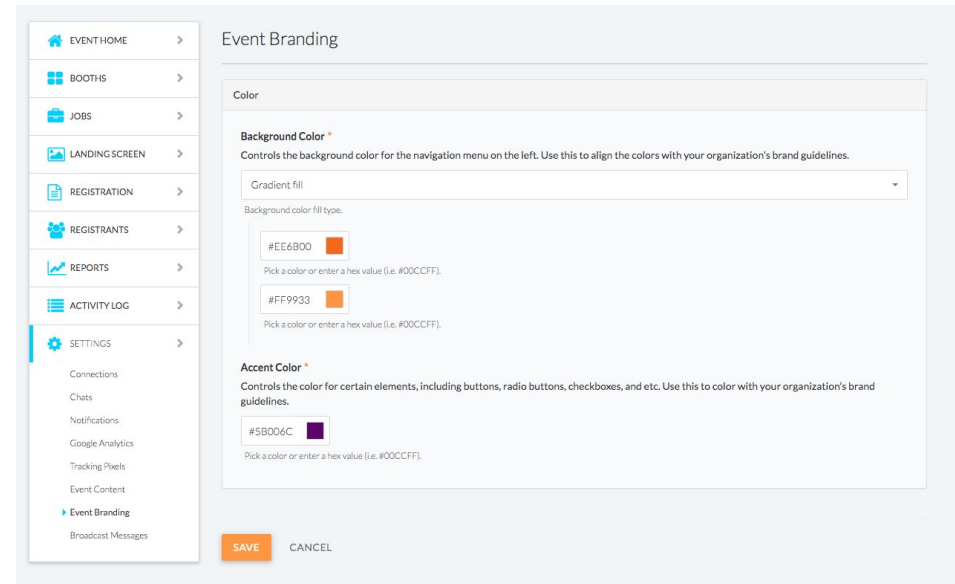 EVENT HOME
BOOTHS
JOBS
LANDING SCREEN
REGISTRATION
REGISTRANTS
REPORTS
ACTIVITY LOG
SETTINGS
Connections
Chats
Notifications
Google Analytics
Tracking Pixels
Event Content
Event Branding
Broadcast Messages
Event Branding
Color
Background Color *
Controls the background color for the navigation menu on the left. Use this to align the colors with your organization's brand guidelines.
Gradient fill
Background color fill type.
#EE6B00
Pick a color or enter a hex value (i.e. #00CCFF).
#FF9933
Pick a color or enter a hex value (i.e. #00CCFF).
Accent Color *
Controls the color for certain elements, including buttons, radio buttons, checkboxes, and etc. Use this to color with your organization's brand
guidelines.
#5B006C
Pick a color or enter a hex value (i.e. #00CCFF).
SAVE CANCEL